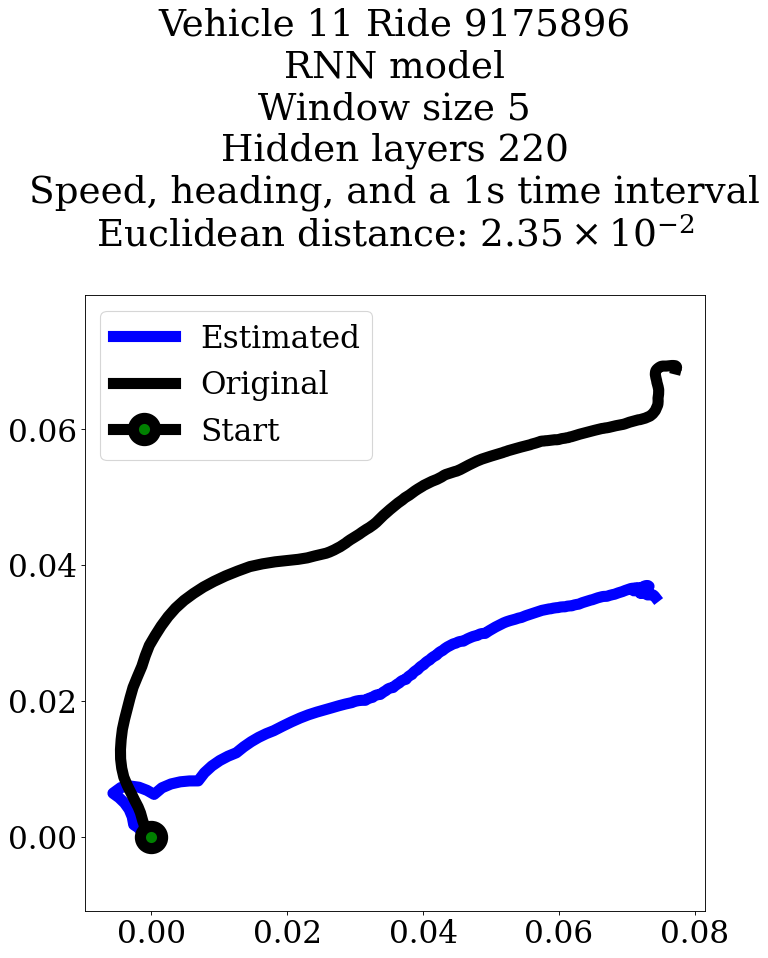 Vehicle 11 Ride 9175896
RNN model
Window size 5
Hidden layers 220
Speed, heading, and a 1s time interval
Euclidean distance: 2.35 × 10⁻²
Estimated
Original
Start
0.06
0.04
0.02
0.00
0.00 0.02 0.04 0.06 0.08